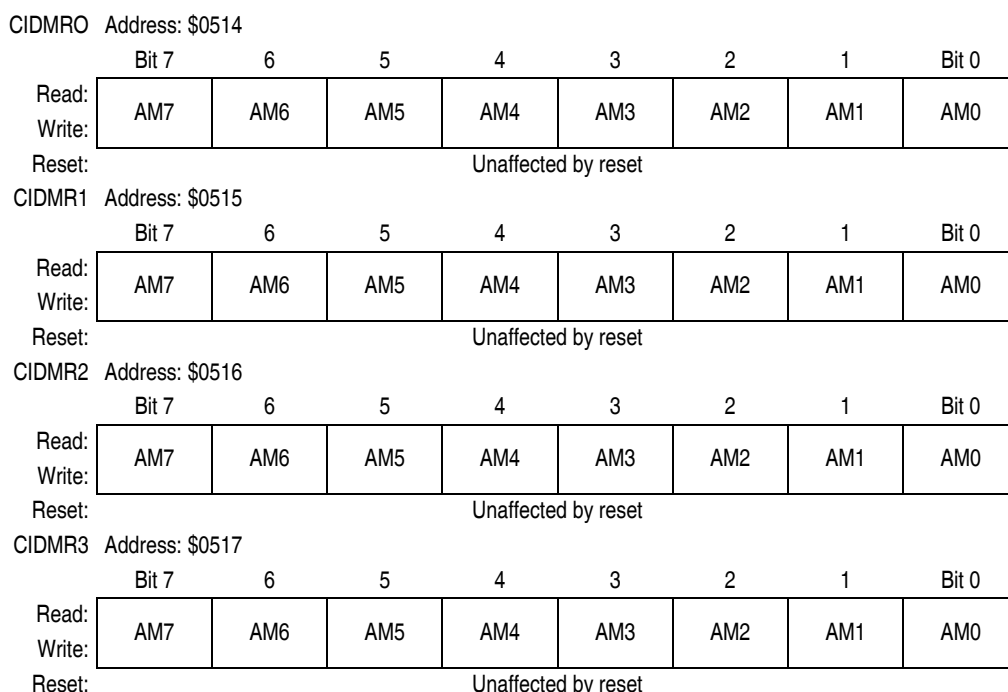 CIDMRO Address: $0514
Bit 7 6 5 4 3 2 1 Bit 0
Read:
Write:
AM7 AM6 AM5 AM4 AM3 AM2 AM1 AM0
Reset: Unaffected by reset
CIDMR1 Address: $0515
Bit 7 6 5 4 3 2 1 Bit 0
Read:
Write:
AM7 AM6 AM5 AM4 AM3 AM2 AM1 AM0
Reset: Unaffected by reset
CIDMR2 Address: $0516
Bit 7 6 5 4 3 2 1 Bit 0
Read:
Write:
AM7 AM6 AM5 AM4 AM3 AM2 AM1 AM0
Reset: Unaffected by reset
CIDMR3 Address: $0517
Bit 7 6 5 4 3 2 1 Bit 0
Read:
Write:
AM7 AM6 AM5 AM4 AM3 AM2 AM1 AM0
Reset: Unaffected by reset